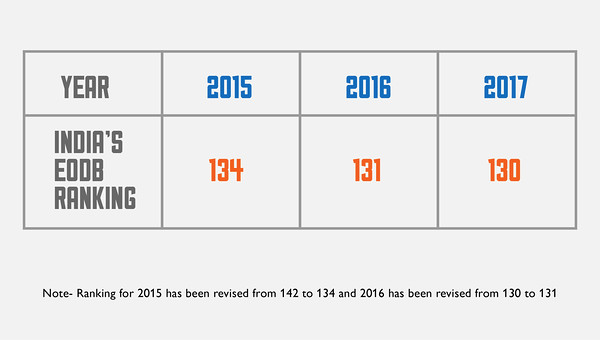 YEAR 2015 2016 2017
INDIA'S
EODB 134 131 130
RANKING
Note- Ranking for 2015 has been revised from 142 to 134 and 2016 has been revised from 130 to 131